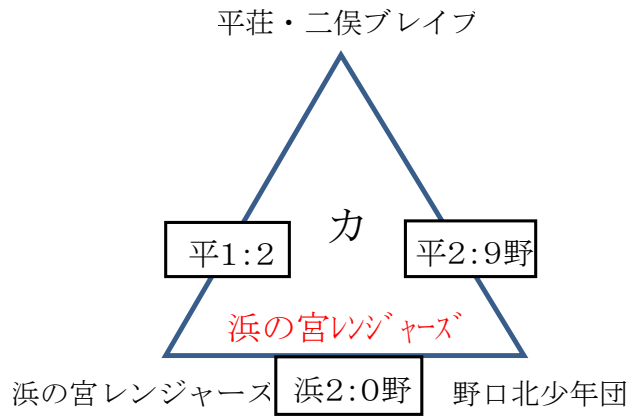 平荘・二俣ブレイブ
カ
平1:2
平2:9野
浜の宮ﾚﾝｼﾞｬｰｽﾞ
浜の宮レンジャーズ
浜2:0野
野口北少年団